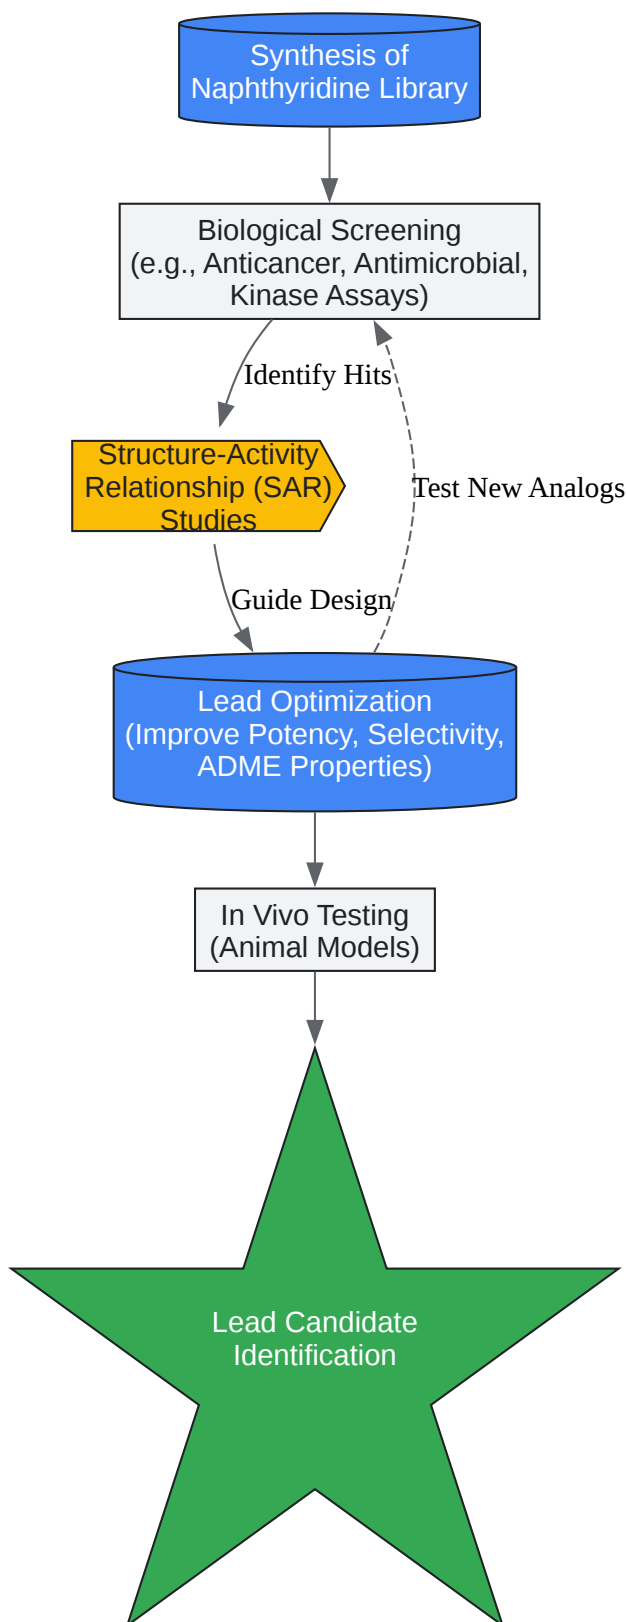 Synthesis of
Naphthyridine Library
Biological Screening
(e.g., Anticancer, Antimicrobial,
Kinase Assays)
Identify Hits
Structure-Activity
Relationship (SAR)
Studies
Test New Analogs
Guide Design
Lead Optimization
(Improve Potency, Selectivity,
ADME Properties)
In Vivo Testing
(Animal Models)
Lead Candidate
Identification